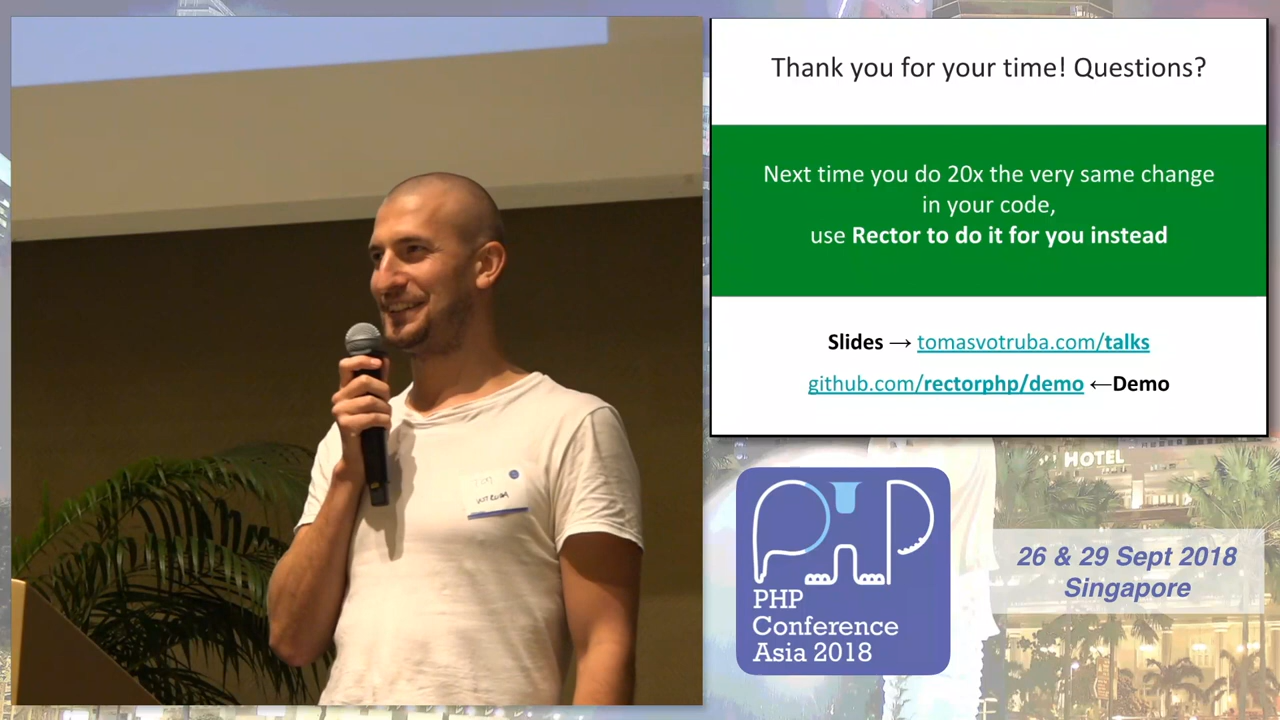 Thank you for your time! Questions?
Next time you do 20x the very same change
in your code,
use Rector to do it for you instead
Slides → tomasvotruba.com/talks
github.com/rectorphp/demo ←Demo
HOTEL
PHP
Conference
Asia 2018
26 & 29 Sept 2018
Singapore